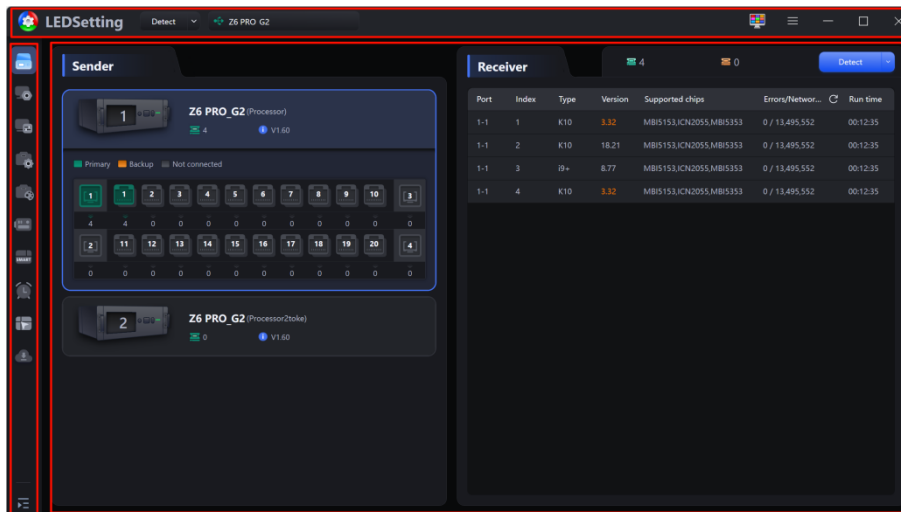 LEDSetting Detect Z6 PRO G2
Sender
1 Z6 PRO_G2(Processor)
4 V1.60
Primary Backup Not connected
1 1 2 3 4 5 6 7 8 9 10 3
4 4 0 0 0 0 0 0 0 0 0 0
2 11 12 13 14 15 16 17 18 19 20 4
0 0 0 0 0 0 0 0 0 0 0 0
2 Z6 PRO_G2(Processor2toke)
0 V1.60
Receiver 4 0 Detect
Port Index Type Version Supported chips Errors/Networ... Run time
1-1 1 K10 3.32 MBI5153,ICN2055,MBI5353 0 / 13,495,552 00:12:35
1-1 2 K10 18.21 MBI5153,ICN2055,MBI5353 0 / 13,495,552 00:12:35
1-1 3 i9+ 8.77 MBI5153,ICN2055,MBI5353 0 / 13,495,552 00:12:35
1-1 4 K10 3.32 MBI5153,ICN2055,MBI5353 0 / 13,495,552 00:12:35
SMART